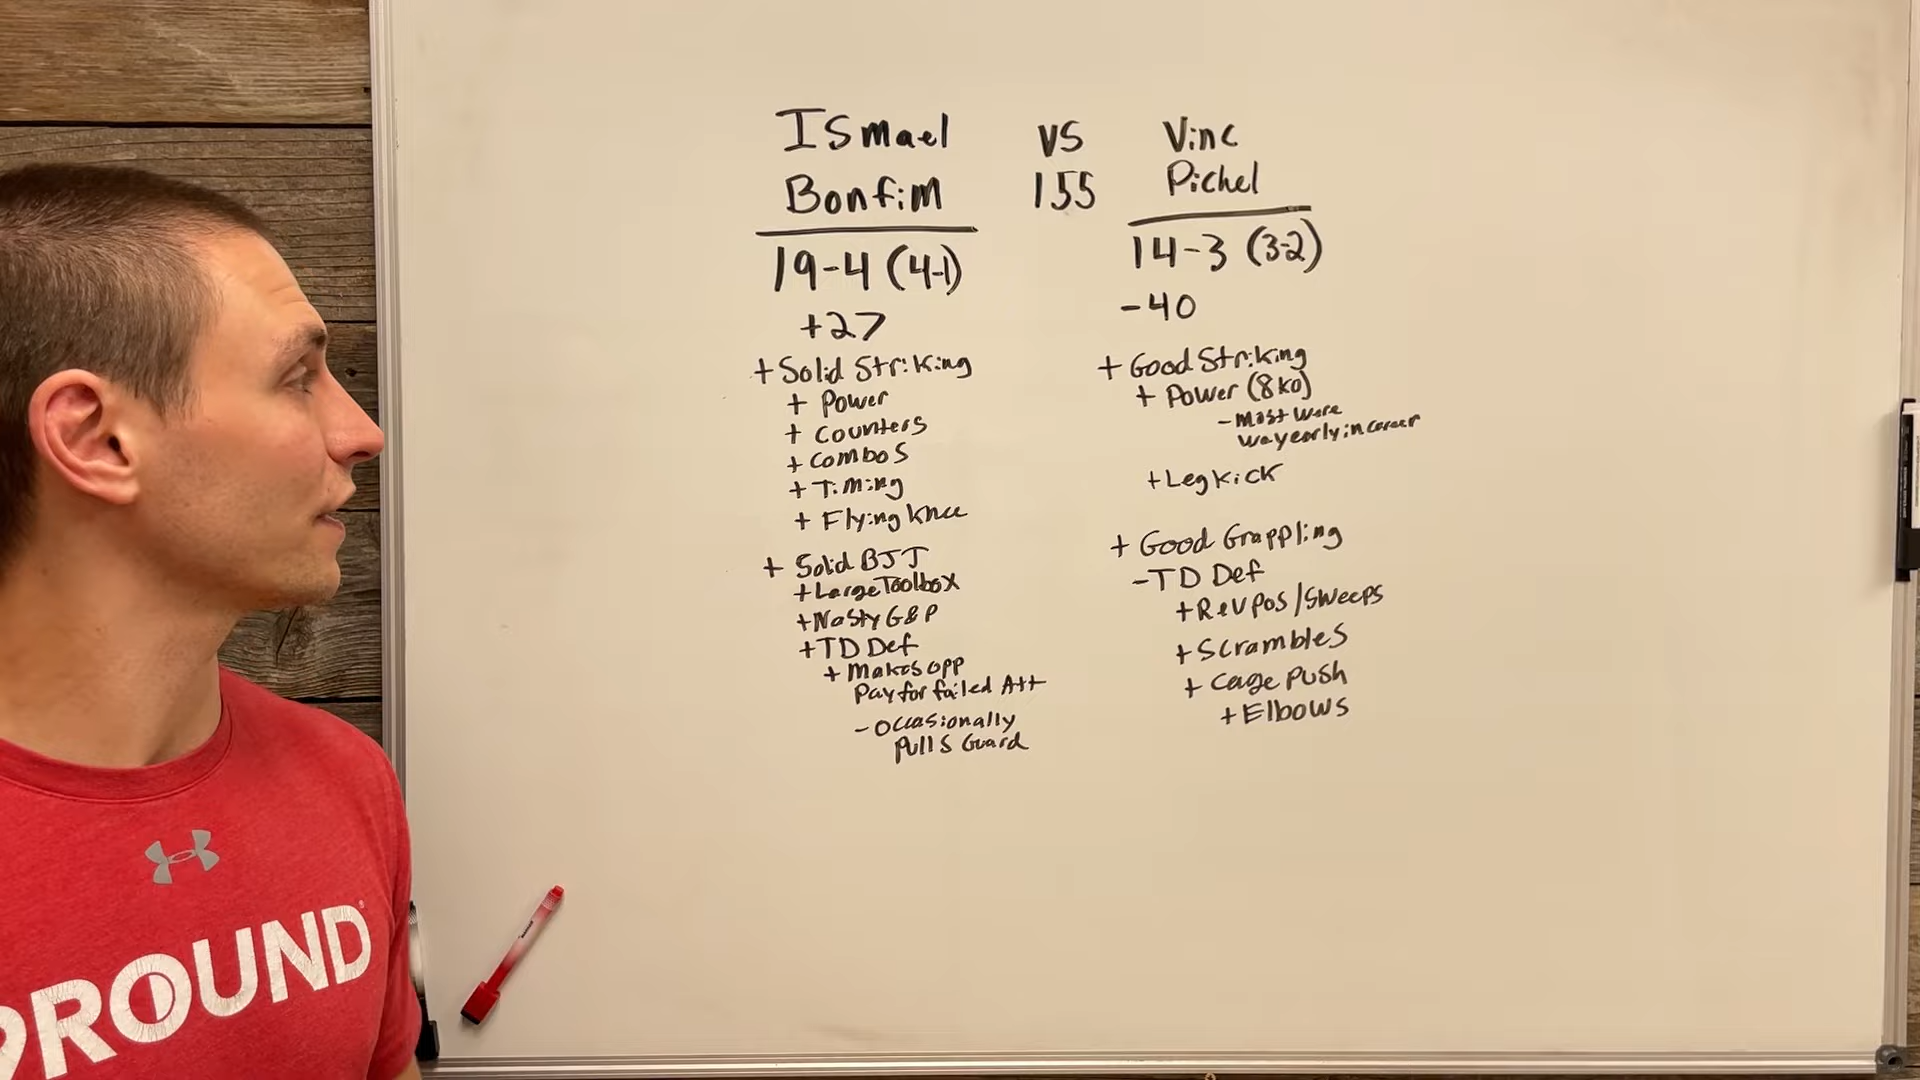 ISmael
Bonfim
19-4 (4-1)
+27
+ Solid Striking
+ Power
+ Counters
+ Combos
+ Timing
+ Flying Knee
+ Solid BJJ
+ Large Toolbox
+ Nasty G&P
+ TD Def
+ Makes opp
Pay for failed Att
- Occasionally
Pulls Guard
VS
155
Vinc
Pichel
14-3 (3-2)
-40
+ Good Striking
+ Power (8 KO)
- Most were
way early in career
+ Leg Kick
+ Good Grappling
- TD Def
+ Rev Pos / Sweeps
+ Scrambles
+ Cage Push
+ Elbows
ROUND